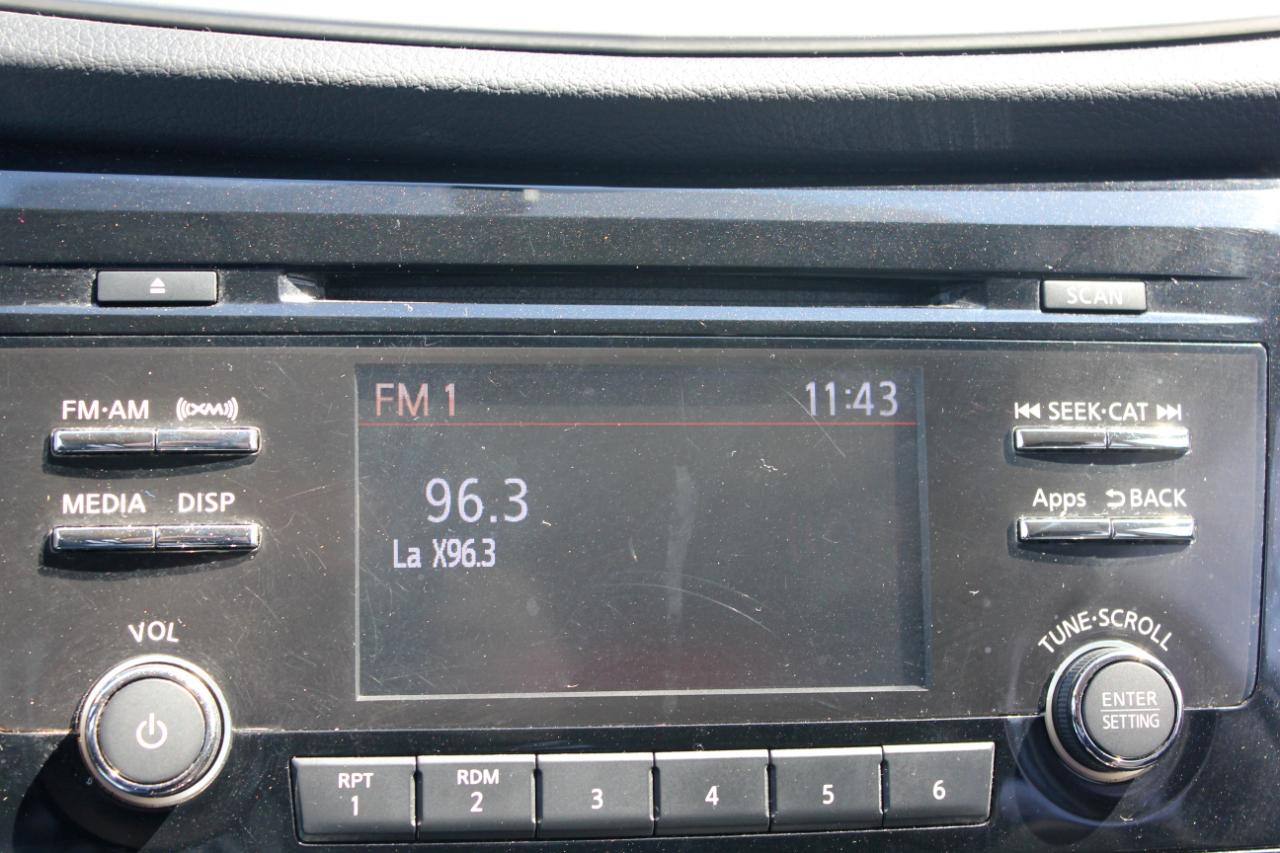 SCAN
FM·AM
((XM))
FM 1
11:43
⏮ SEEK·CAT ⏭
MEDIA
DISP
96.3
La X96.3
Apps
⮌BACK
VOL
TUNE·SCROLL
ENTER
SETTING
RPT
1
RDM
2
3
4
5
6